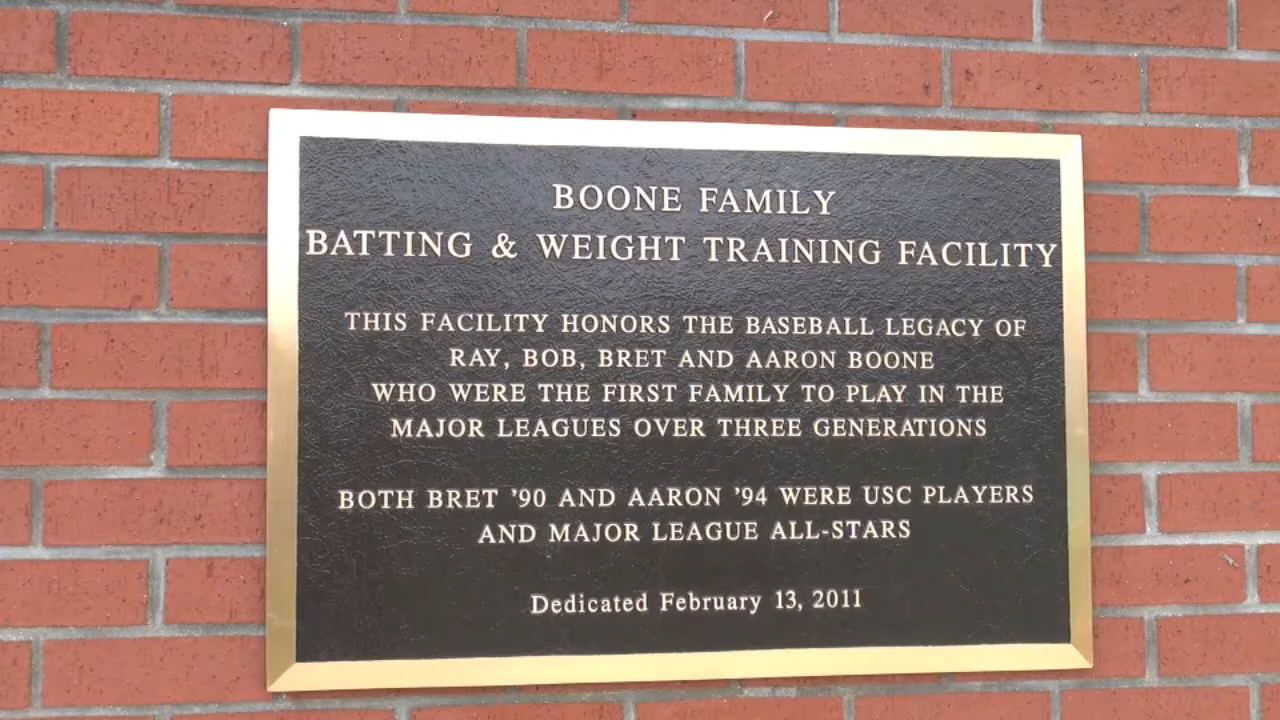 BOONE FAMILY
BATTING & WEIGHT TRAINING FACILITY
THIS FACILITY HONORS THE BASEBALL LEGACY OF
RAY, BOB, BRET AND AARON BOONE
WHO WERE THE FIRST FAMILY TO PLAY IN THE
MAJOR LEAGUES OVER THREE GENERATIONS
BOTH BRET ’90 AND AARON ’94 WERE USC PLAYERS
AND MAJOR LEAGUE ALL-STARS
Dedicated February 13, 2011